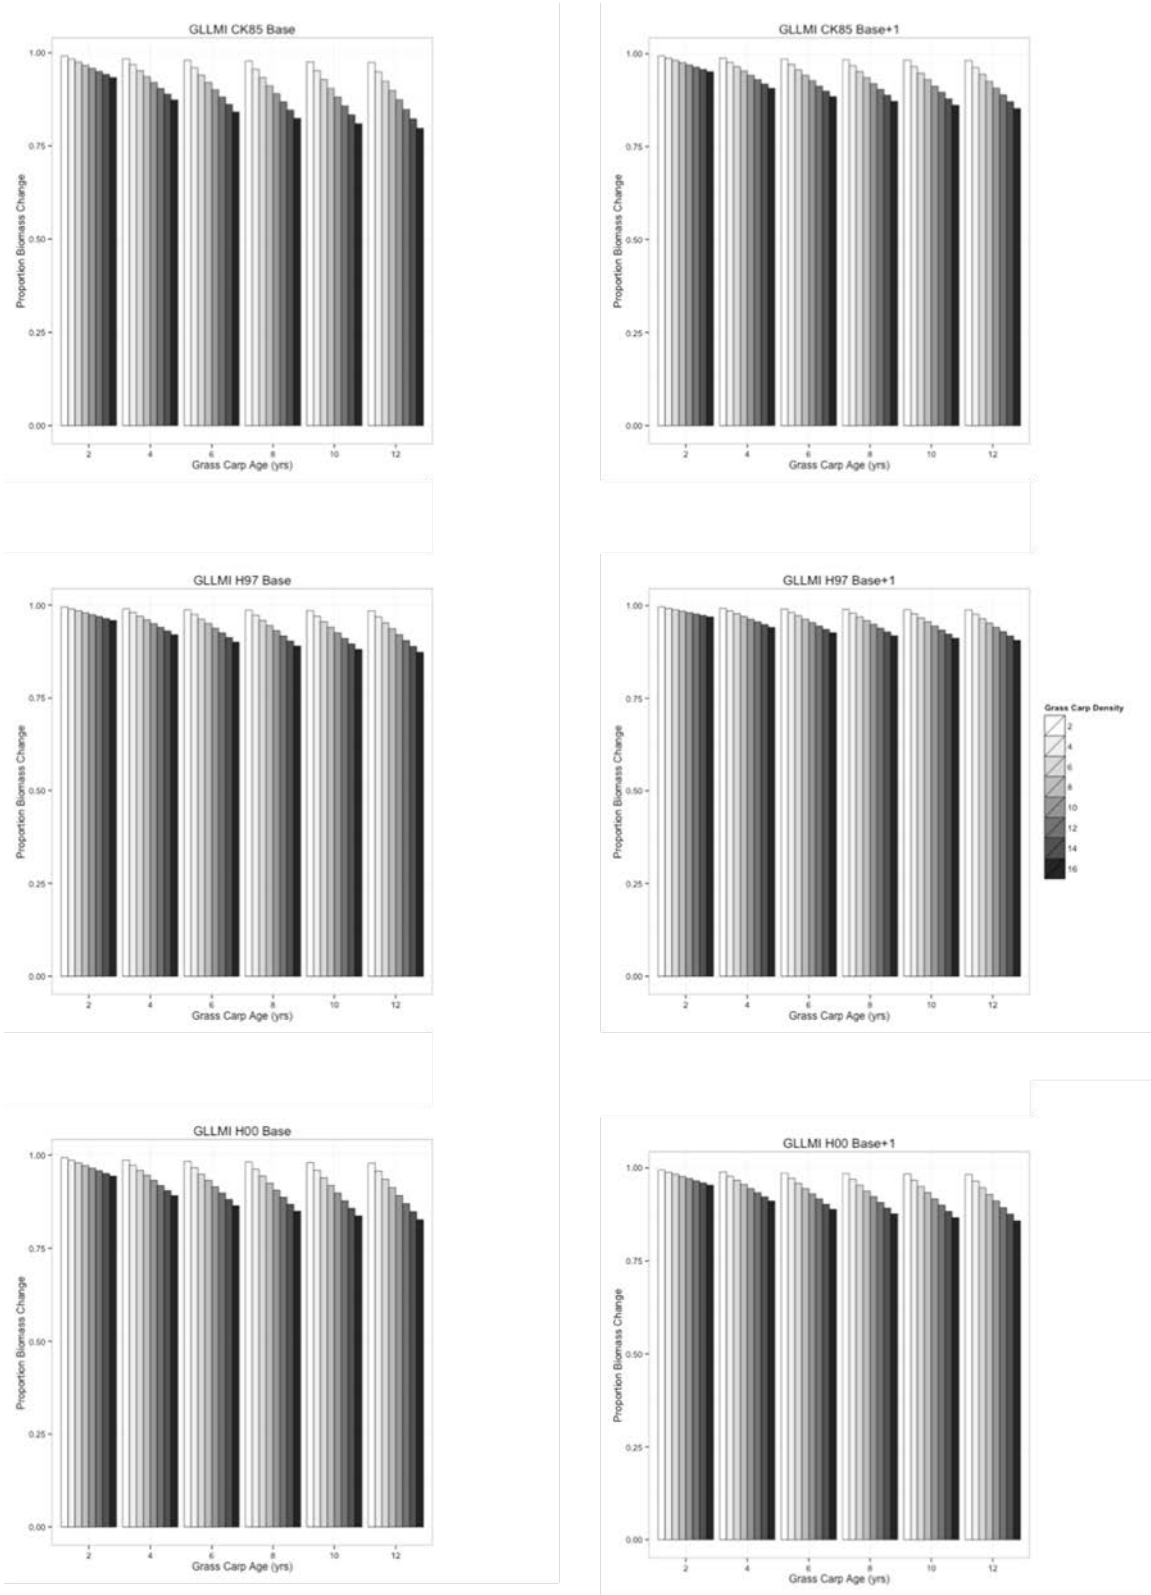 GLLMI CK85 Base
1.00
0.75
0.50
0.25
0.00
Proportion Biomass Change
2 4 6 8 10 12
Grass Carp Age (yrs)
GLLMI CK85 Base+1
1.00
0.75
0.50
0.25
0.00
Proportion Biomass Change
2 4 6 8 10 12
Grass Carp Age (yrs)
GLLMI H97 Base
1.00
0.75
0.50
0.25
0.00
Proportion Biomass Change
2 4 6 8 10 12
Grass Carp Age (yrs)
GLLMI H97 Base+1
1.00
0.75
0.50
0.25
0.00
Proportion Biomass Change
2 4 6 8 10 12
Grass Carp Age (yrs)
Grass Carp Density
2
4
6
8
10
12
14
16
GLLMI H00 Base
1.00
0.75
0.50
0.25
0.00
Proportion Biomass Change
2 4 6 8 10 12
Grass Carp Age (yrs)
GLLMI H00 Base+1
1.00
0.75
0.50
0.25
0.00
Proportion Biomass Change
2 4 6 8 10 12
Grass Carp Age (yrs)